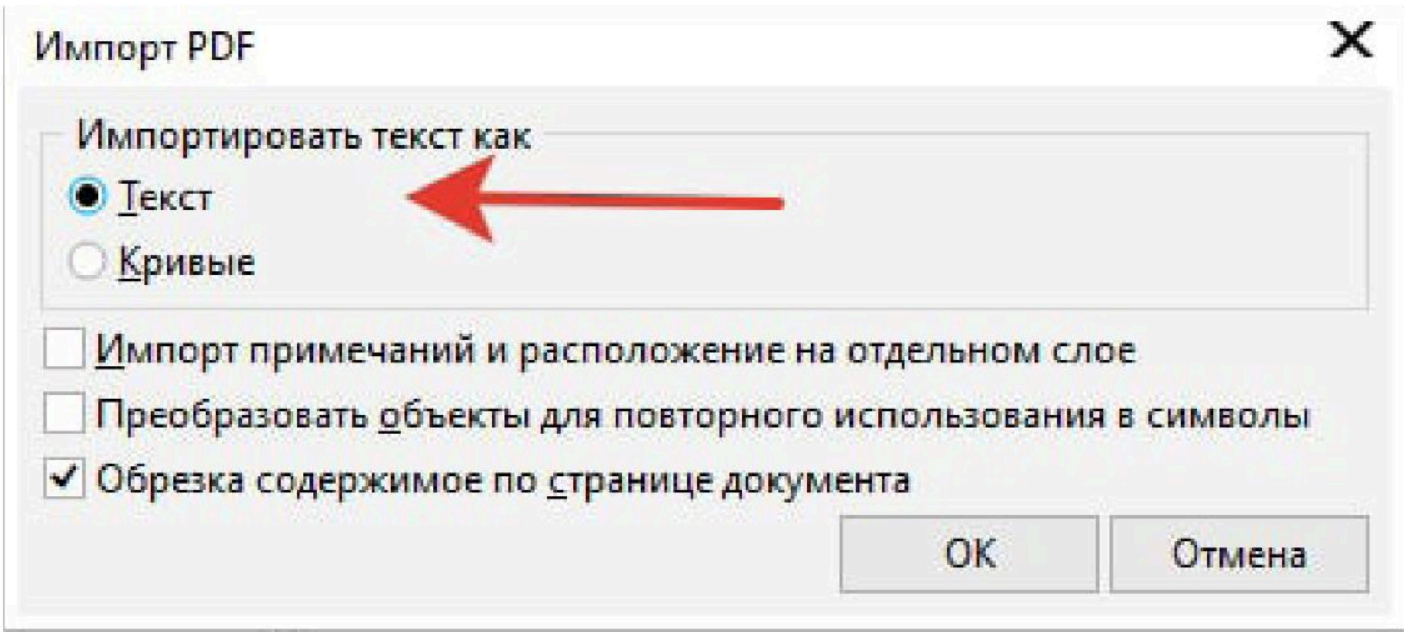 Импорт PDF
Импортировать текст как
Текст
Кривые
Импорт примечаний и расположение на отдельном слое
Преобразовать объекты для повторного использования в символы
Обрезка содержимое по странице документа
ОК Отмена